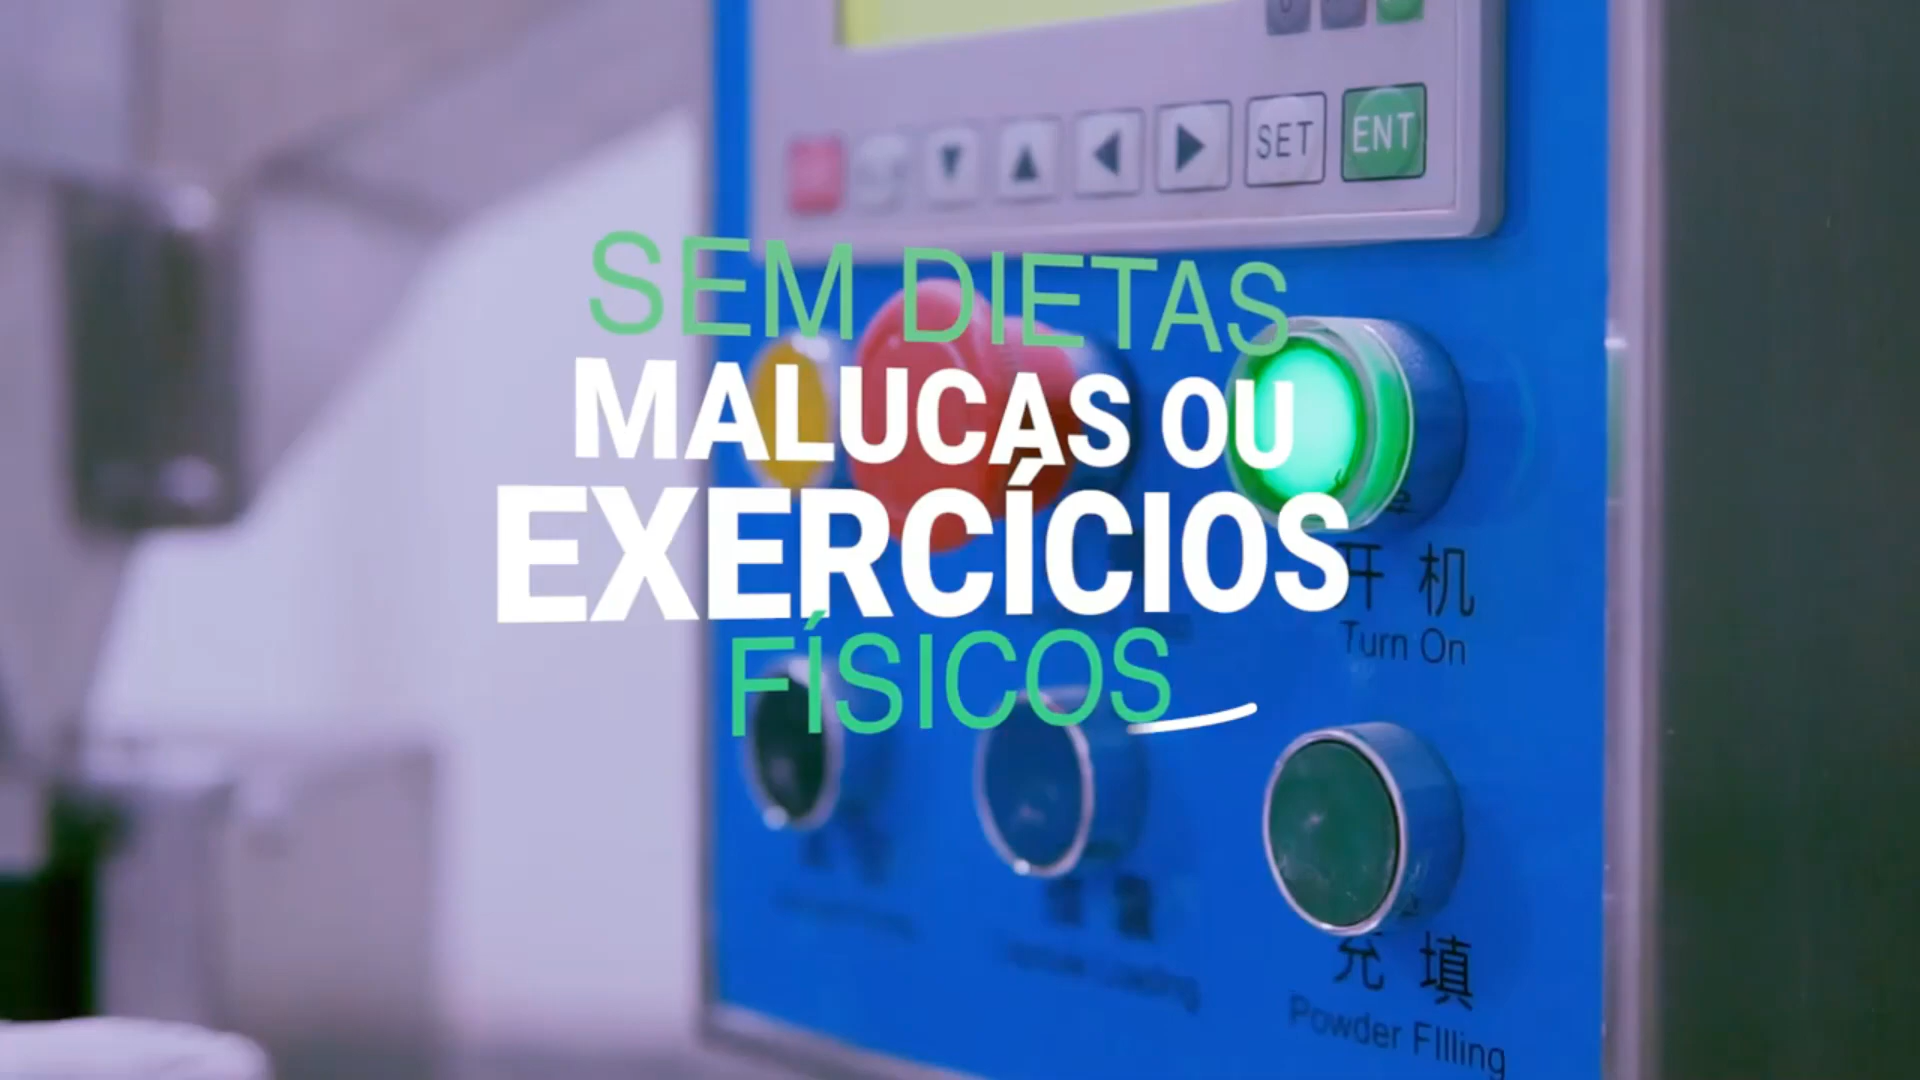 SET ENT
SEM DIETAS
MALUCAS OU
EXERCÍCIOS
FÍSICOS
开机
Turn On
充填
Powder FIlling